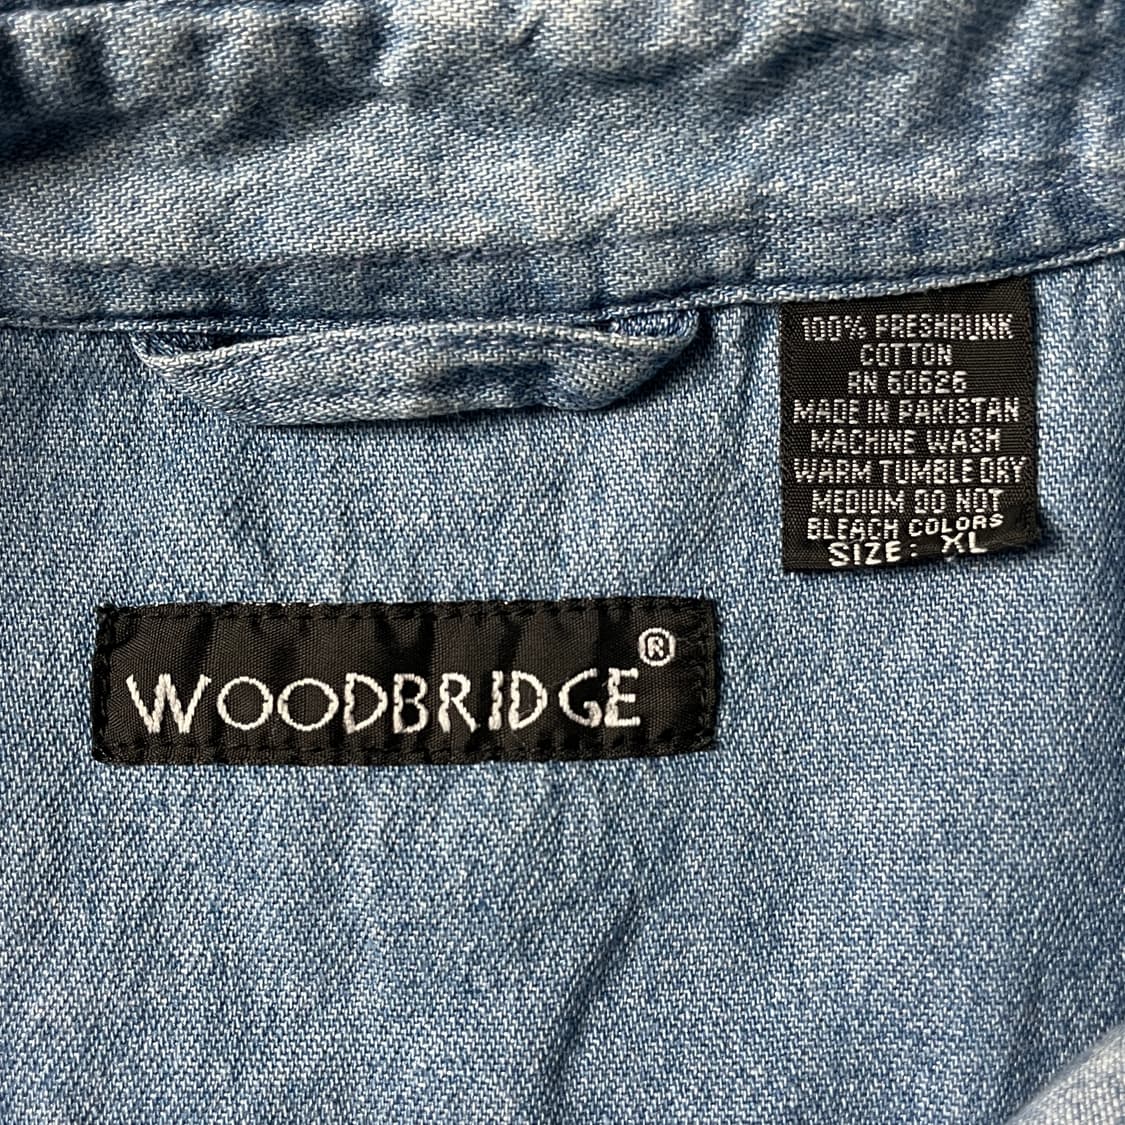 100% PRESHRUNK
COTTON
RN 60626
MADE IN PAKISTAN
MACHINE WASH
WARM TUMBLE DRY
MEDIUM DO NOT
BLEACH COLORS
SIZE: XL
WOODBRIDGE®